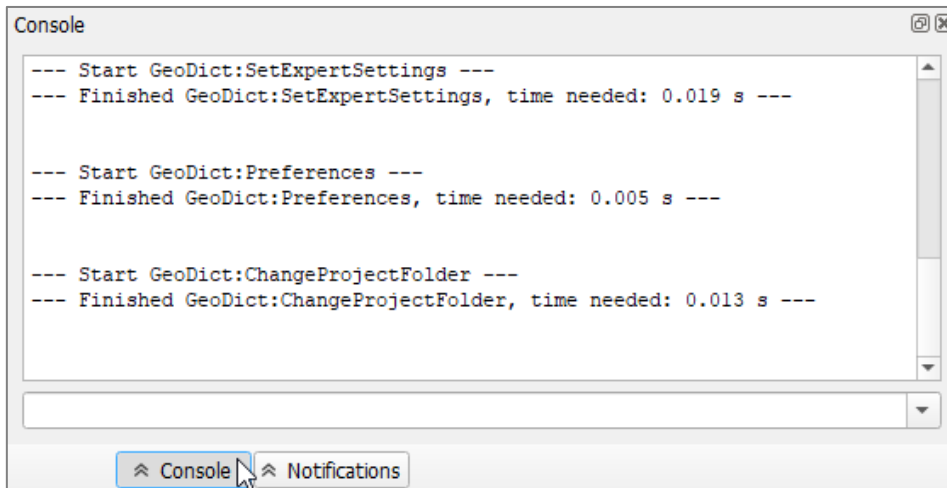 Console
--- Start GeoDict:SetExpertSettings ---
--- Finished GeoDict:SetExpertSettings, time needed: 0.019 s ---
--- Start GeoDict:Preferences ---
--- Finished GeoDict:Preferences, time needed: 0.005 s ---
--- Start GeoDict:ChangeProjectFolder ---
--- Finished GeoDict:ChangeProjectFolder, time needed: 0.013 s ---
Console Notifications